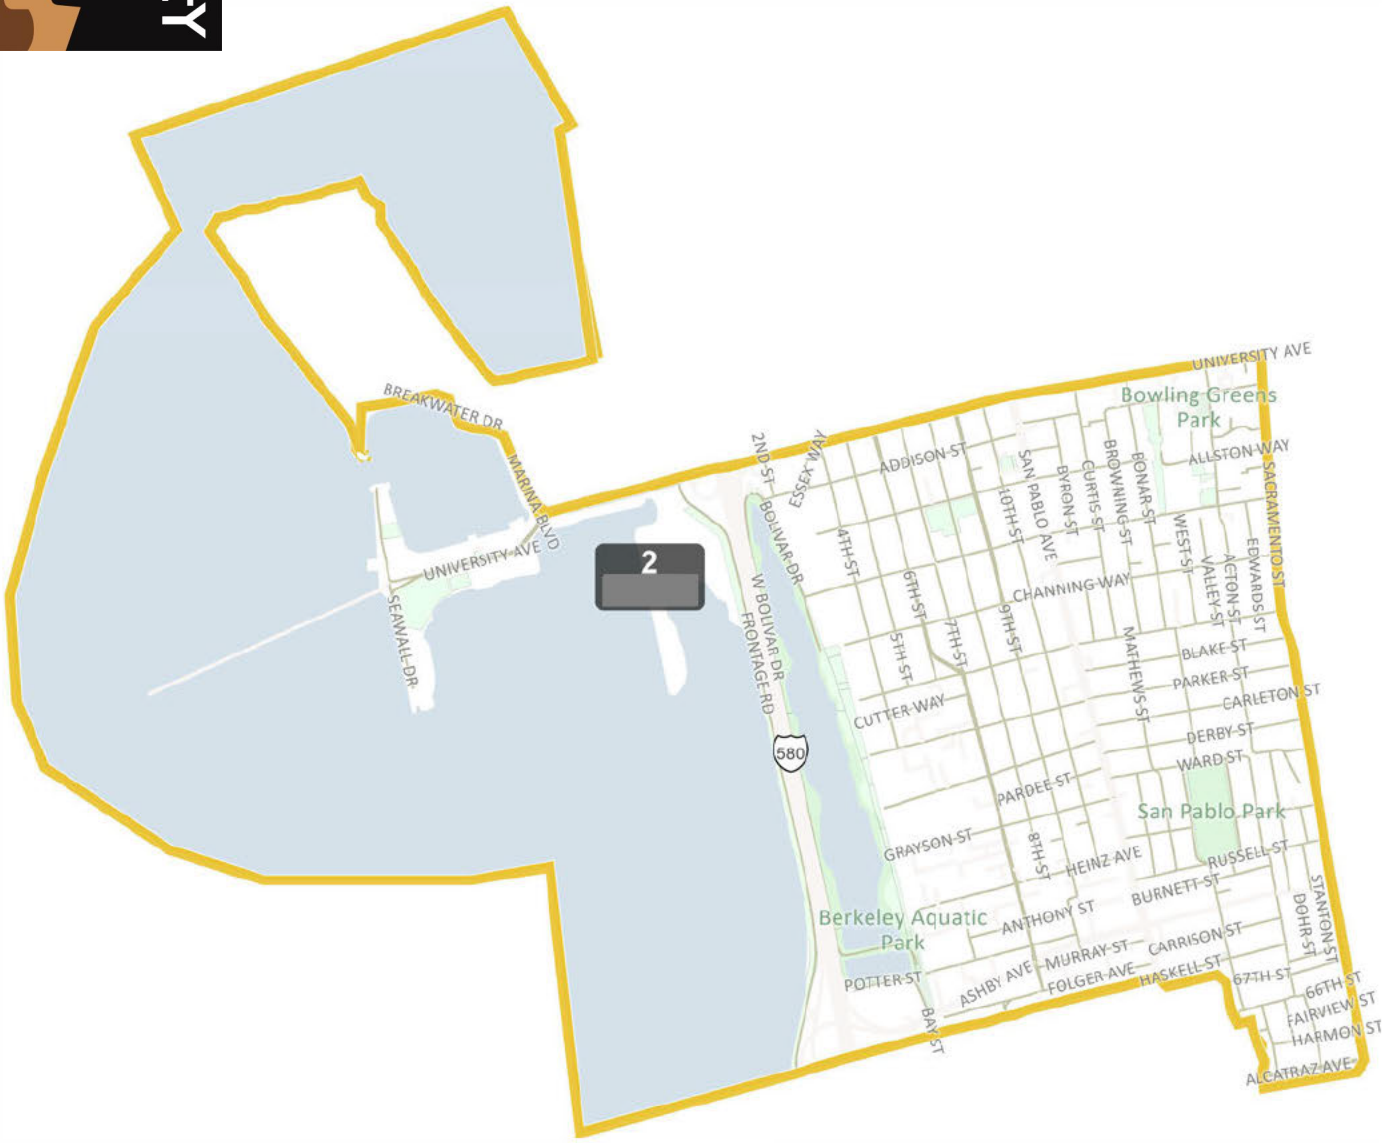 EY
BREAKWATER DR
MARINA BLVD
UNIVERSITY AVE
SEAWALL DR
2
UNIVERSITY AVE
Bowling Greens
Park
ALLSTON WAY
SACRAMENTO ST
2ND ST
ESSEX WAY
ADDISON ST
BOLIVAR DR
4TH ST
SAN PABLO AVE
10TH ST
BYRON ST
CURTIS ST
BROWNING ST
BONAR ST
WEST ST
VALLEY ST
ACTON ST
EDWARDS ST
CHANNING WAY
W BOLIVAR DR
FRONTAGE RD
6TH ST
5TH ST
7TH ST
9TH ST
MATHEWS ST
BLAKE ST
PARKER ST
CARLETON ST
CUTTER WAY
DERBY ST
WARD ST
580
PARDEE ST
San Pablo Park
GRAYSON ST
8TH ST
HEINZ AVE
RUSSELL ST
BURNETT ST
STANTON ST
DOHR ST
Berkeley Aquatic
Park
ANTHONY ST
MURRAY ST
CARRISON ST
POTTER ST
ASHBY AVE
FOLGER AVE
HASKELL ST
67TH ST
66TH ST
BAY ST
FAIRVIEW ST
HARMON ST
ALCATRAZ AVE